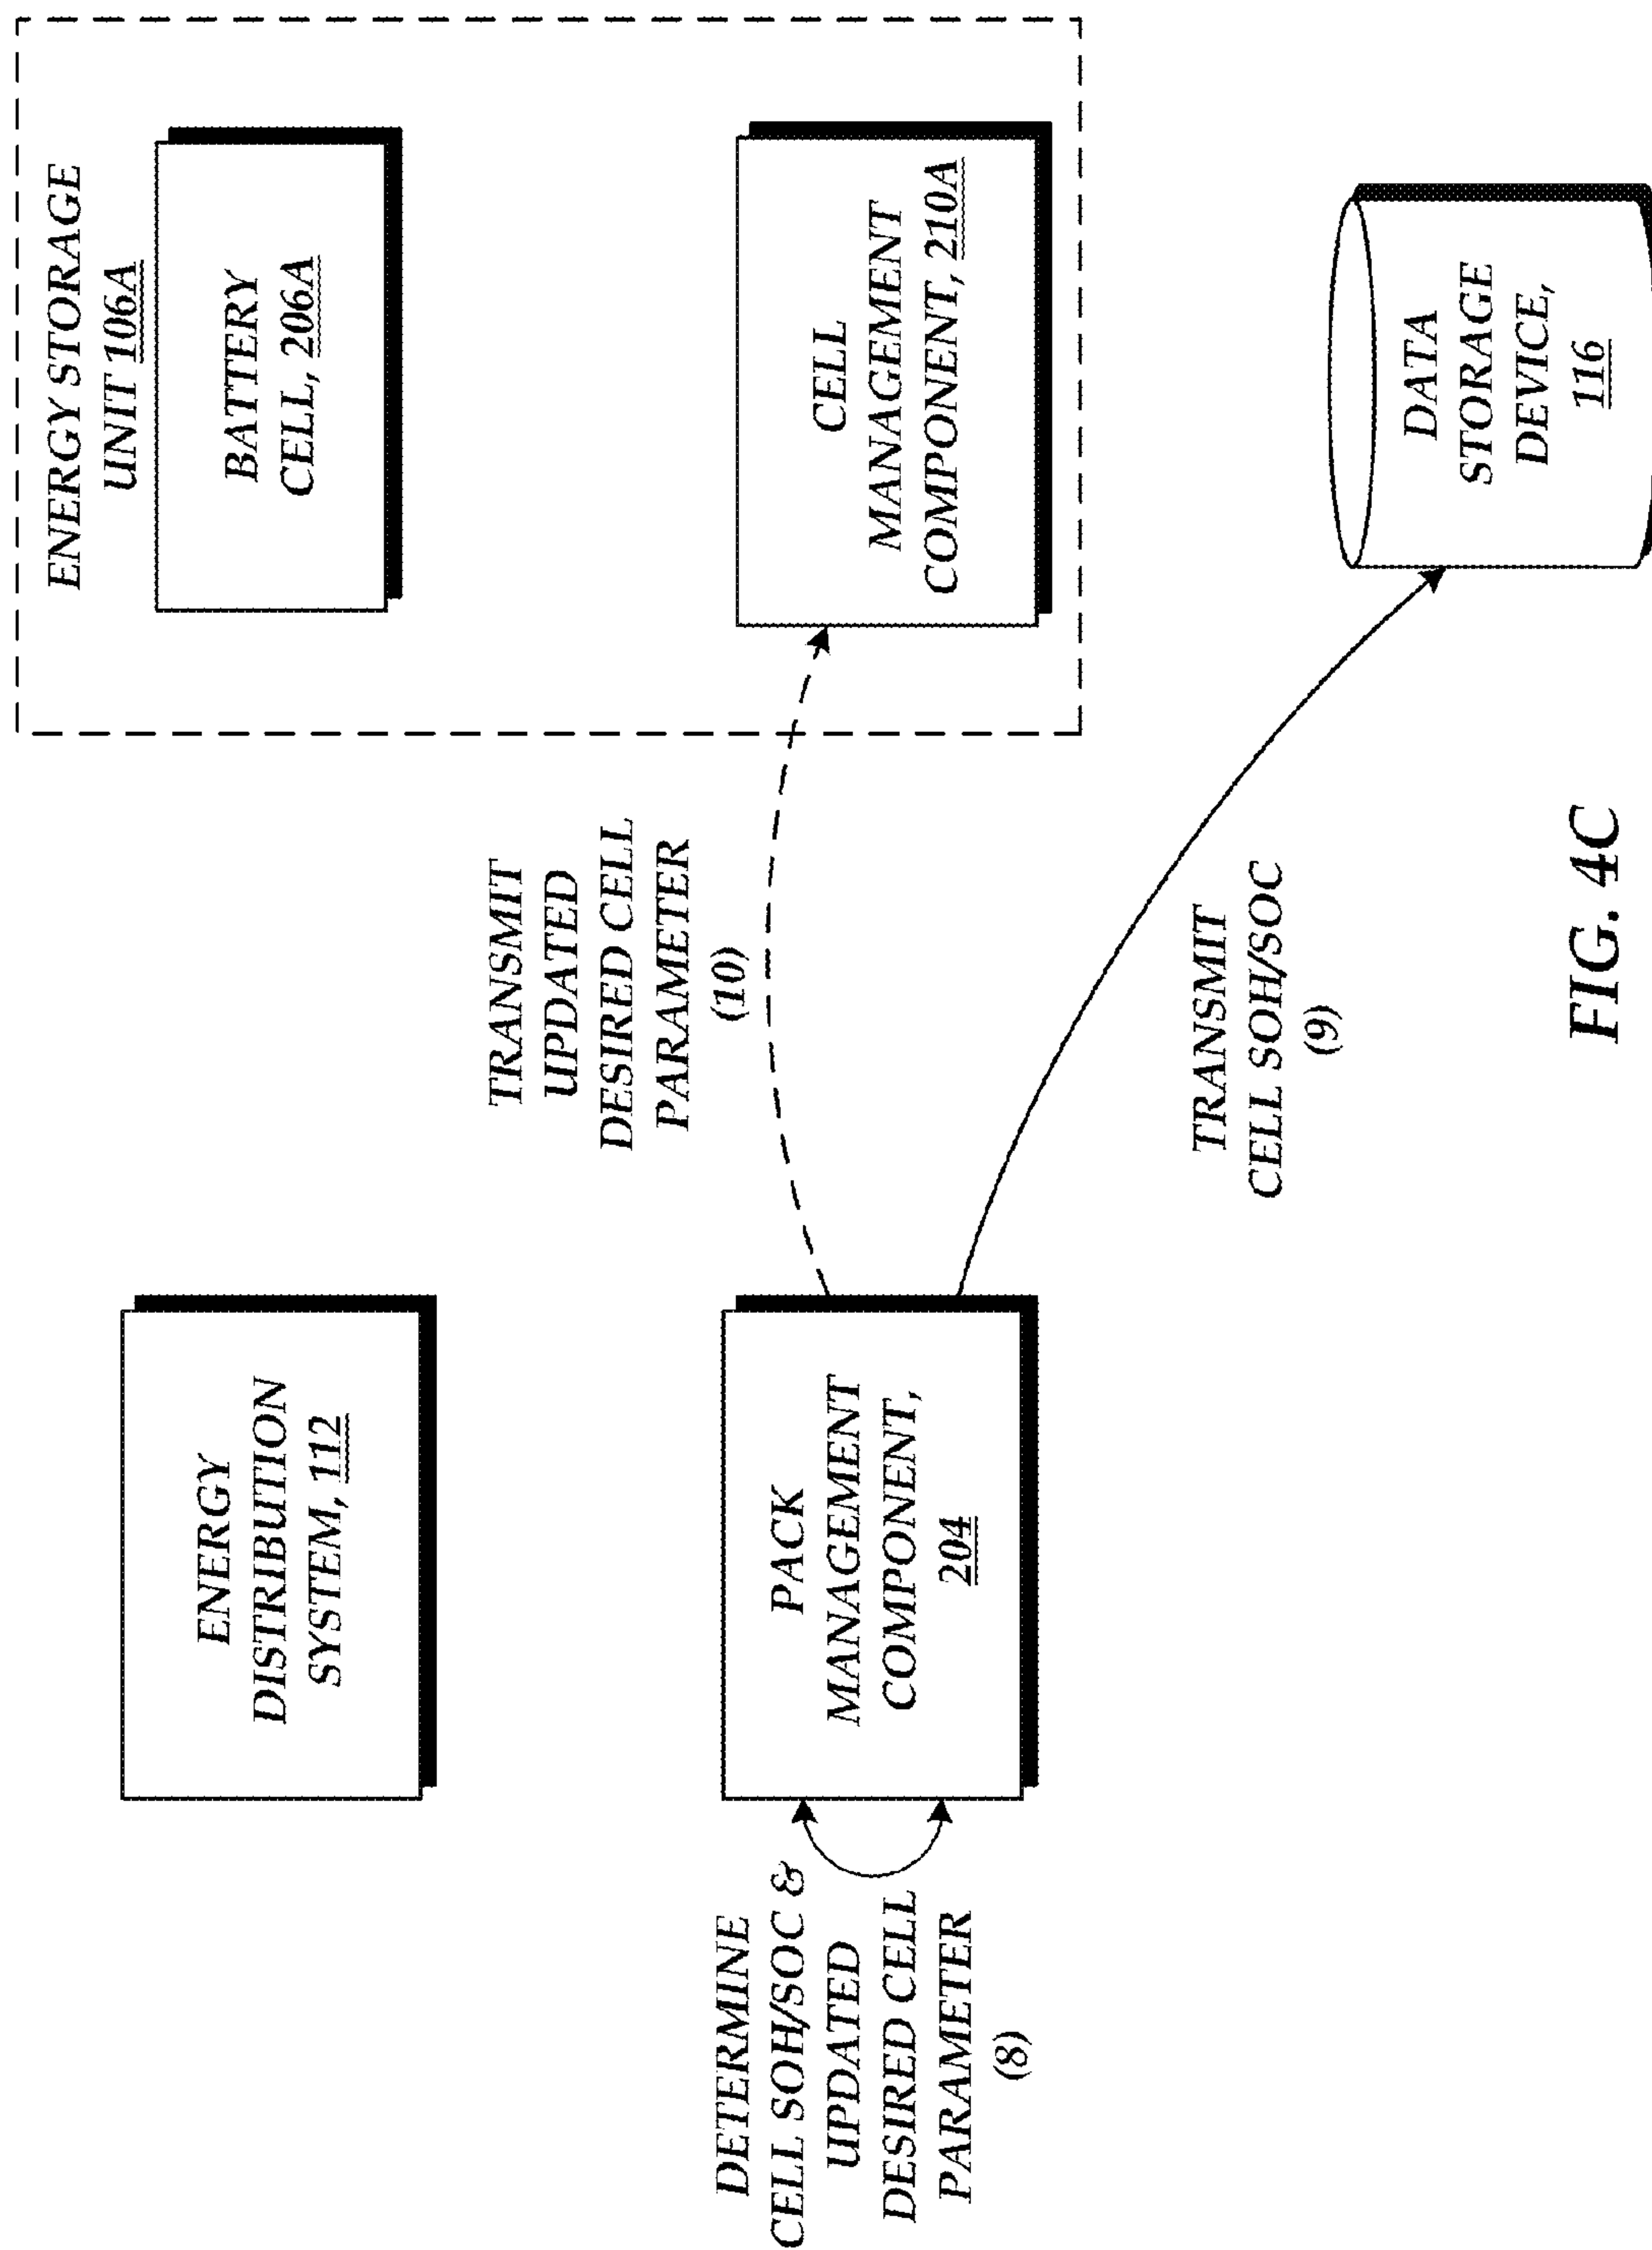 ENERGY STORAGE
UNIT 106A
ENERGY
DISTRIBUTION
SYSTEM, 112
BATTERY
CELL, 206A
TRANSMIT
UPDATED
DESIRED CELL
PARAMETER
(10)
DETERMINE
CELL SOH/SOC &
UPDATED
DESIRED CELL
PARAMETER
(8)
PACK
MANAGEMENT
COMPONENT,
204
CELL
MANAGEMENT
COMPONENT, 210A
TRANSMIT
CELL SOH/SOC
(9)
DATA
STORAGE
DEVICE,
116
FIG. 4C